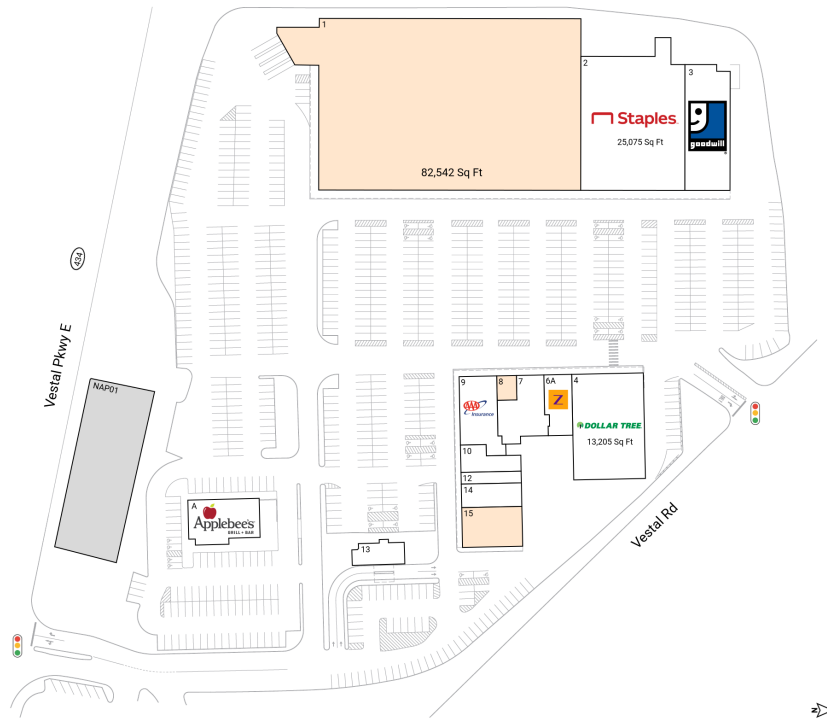 1
2
Staples
25,075 Sq Ft
3
goodwill
82,542 Sq Ft
434
Vestal Pkwy E
NAP01
9
AAA Insurance
8
7
6A
Z
4
DOLLAR TREE
13,205 Sq Ft
10
12
14
15
A
Applebee's
GRILL + BAR
13
Vestal Rd
N